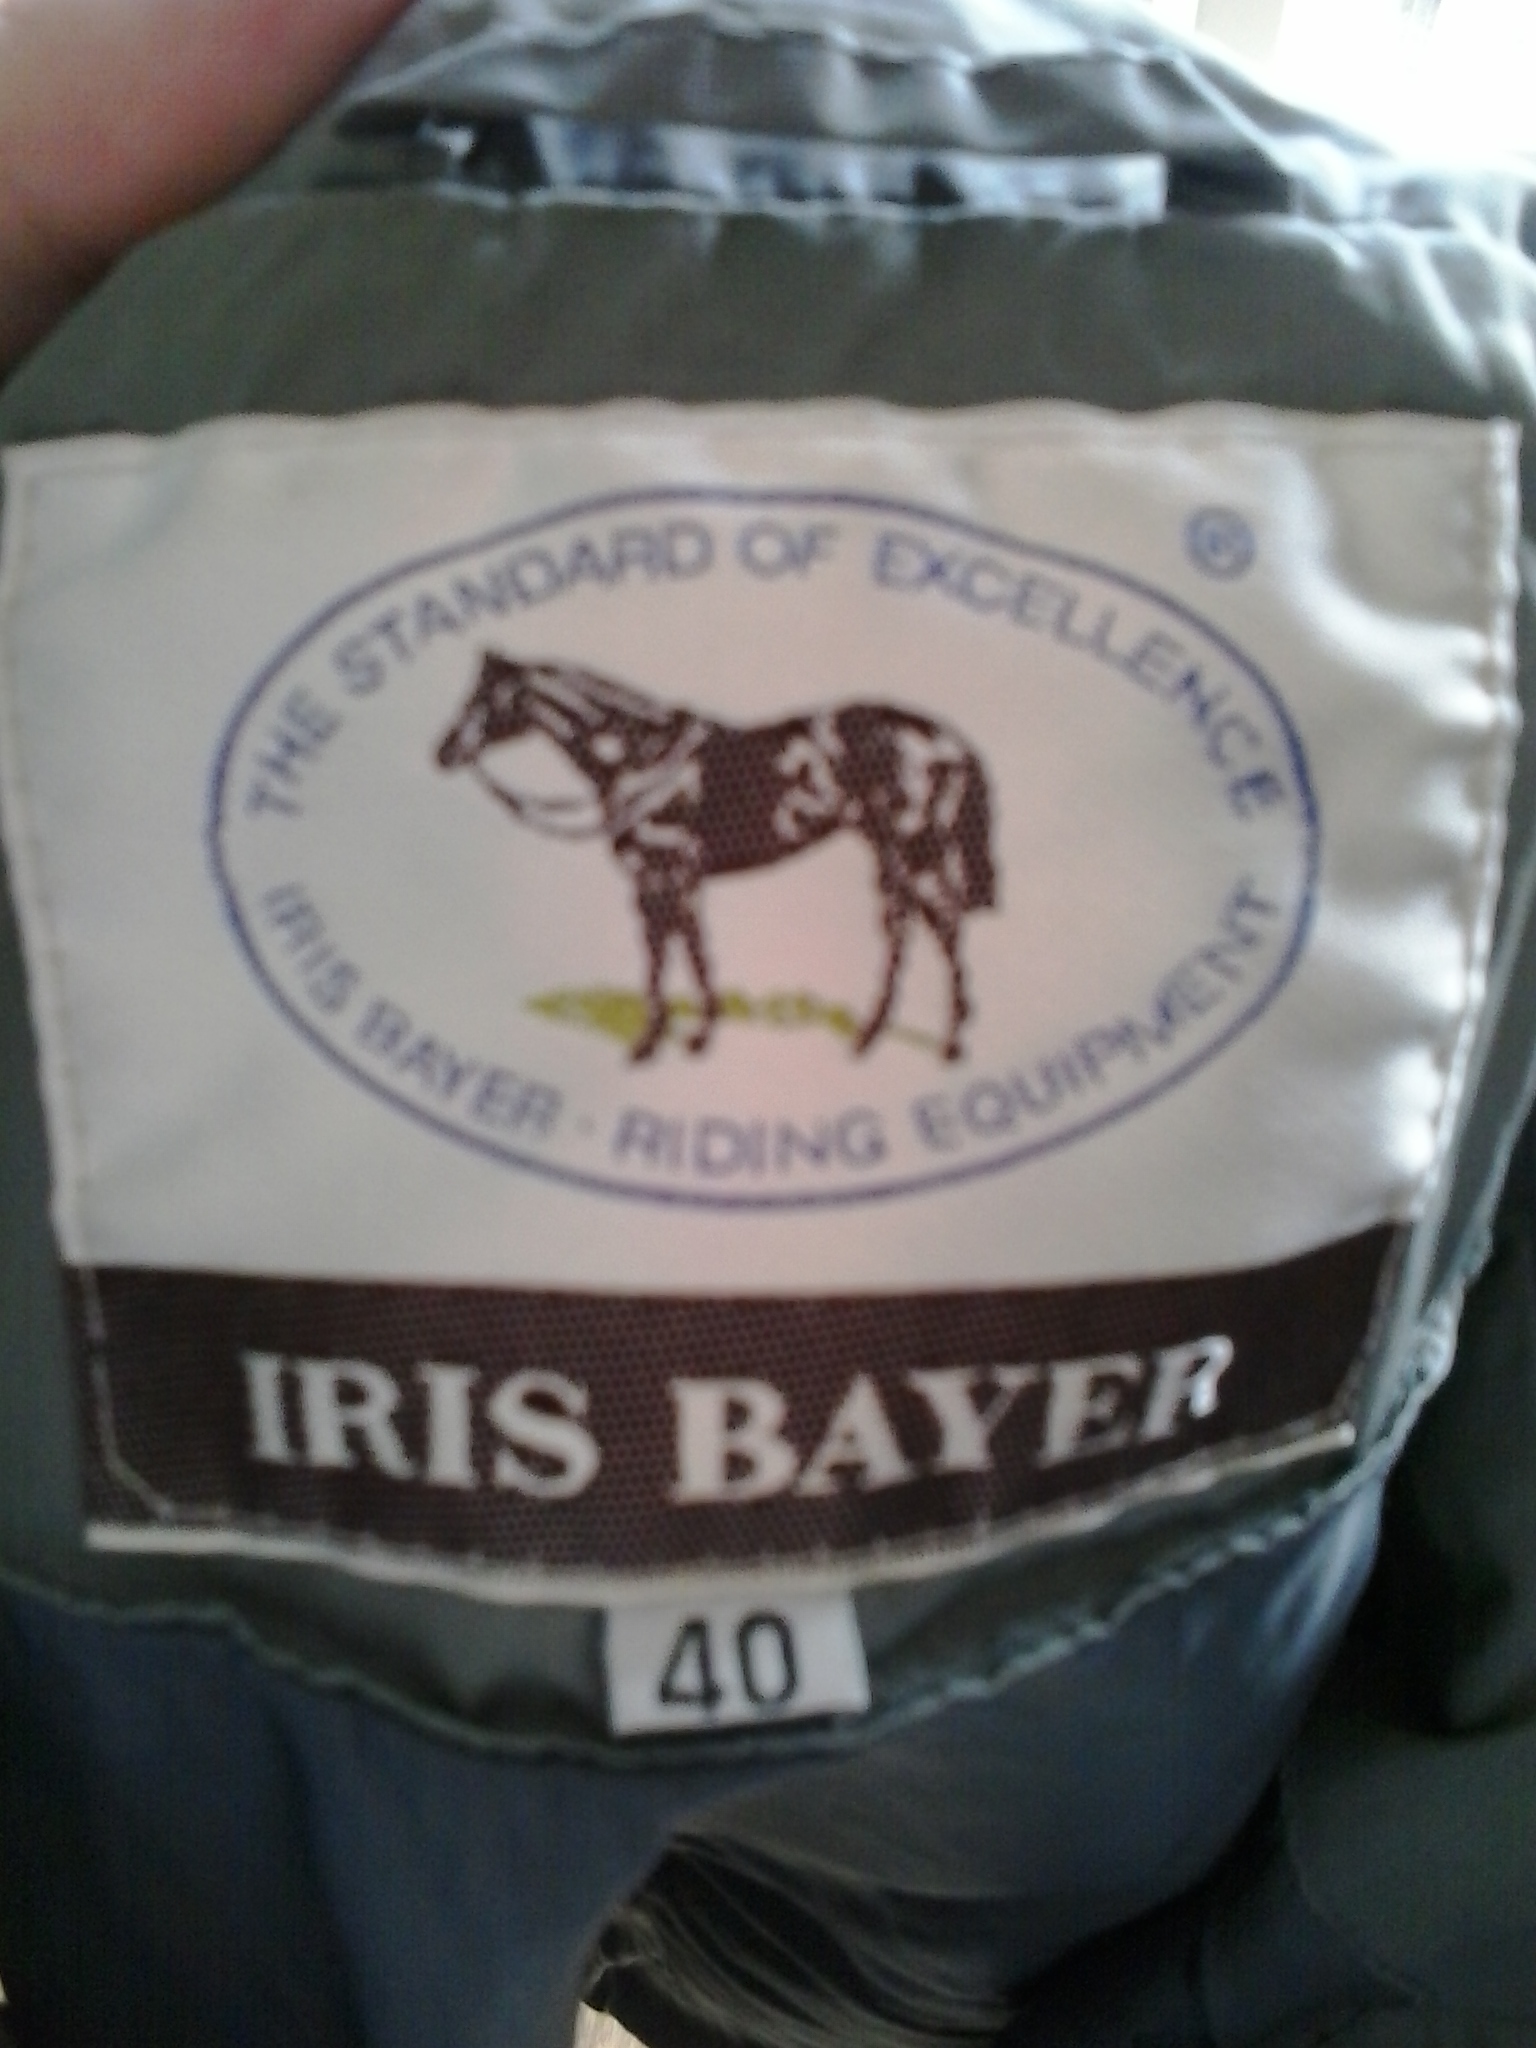 THE STANDARD OF EXCELLENCE
®
IRIS BAYER · RIDING EQUIPMENT
IRIS BAYER
40